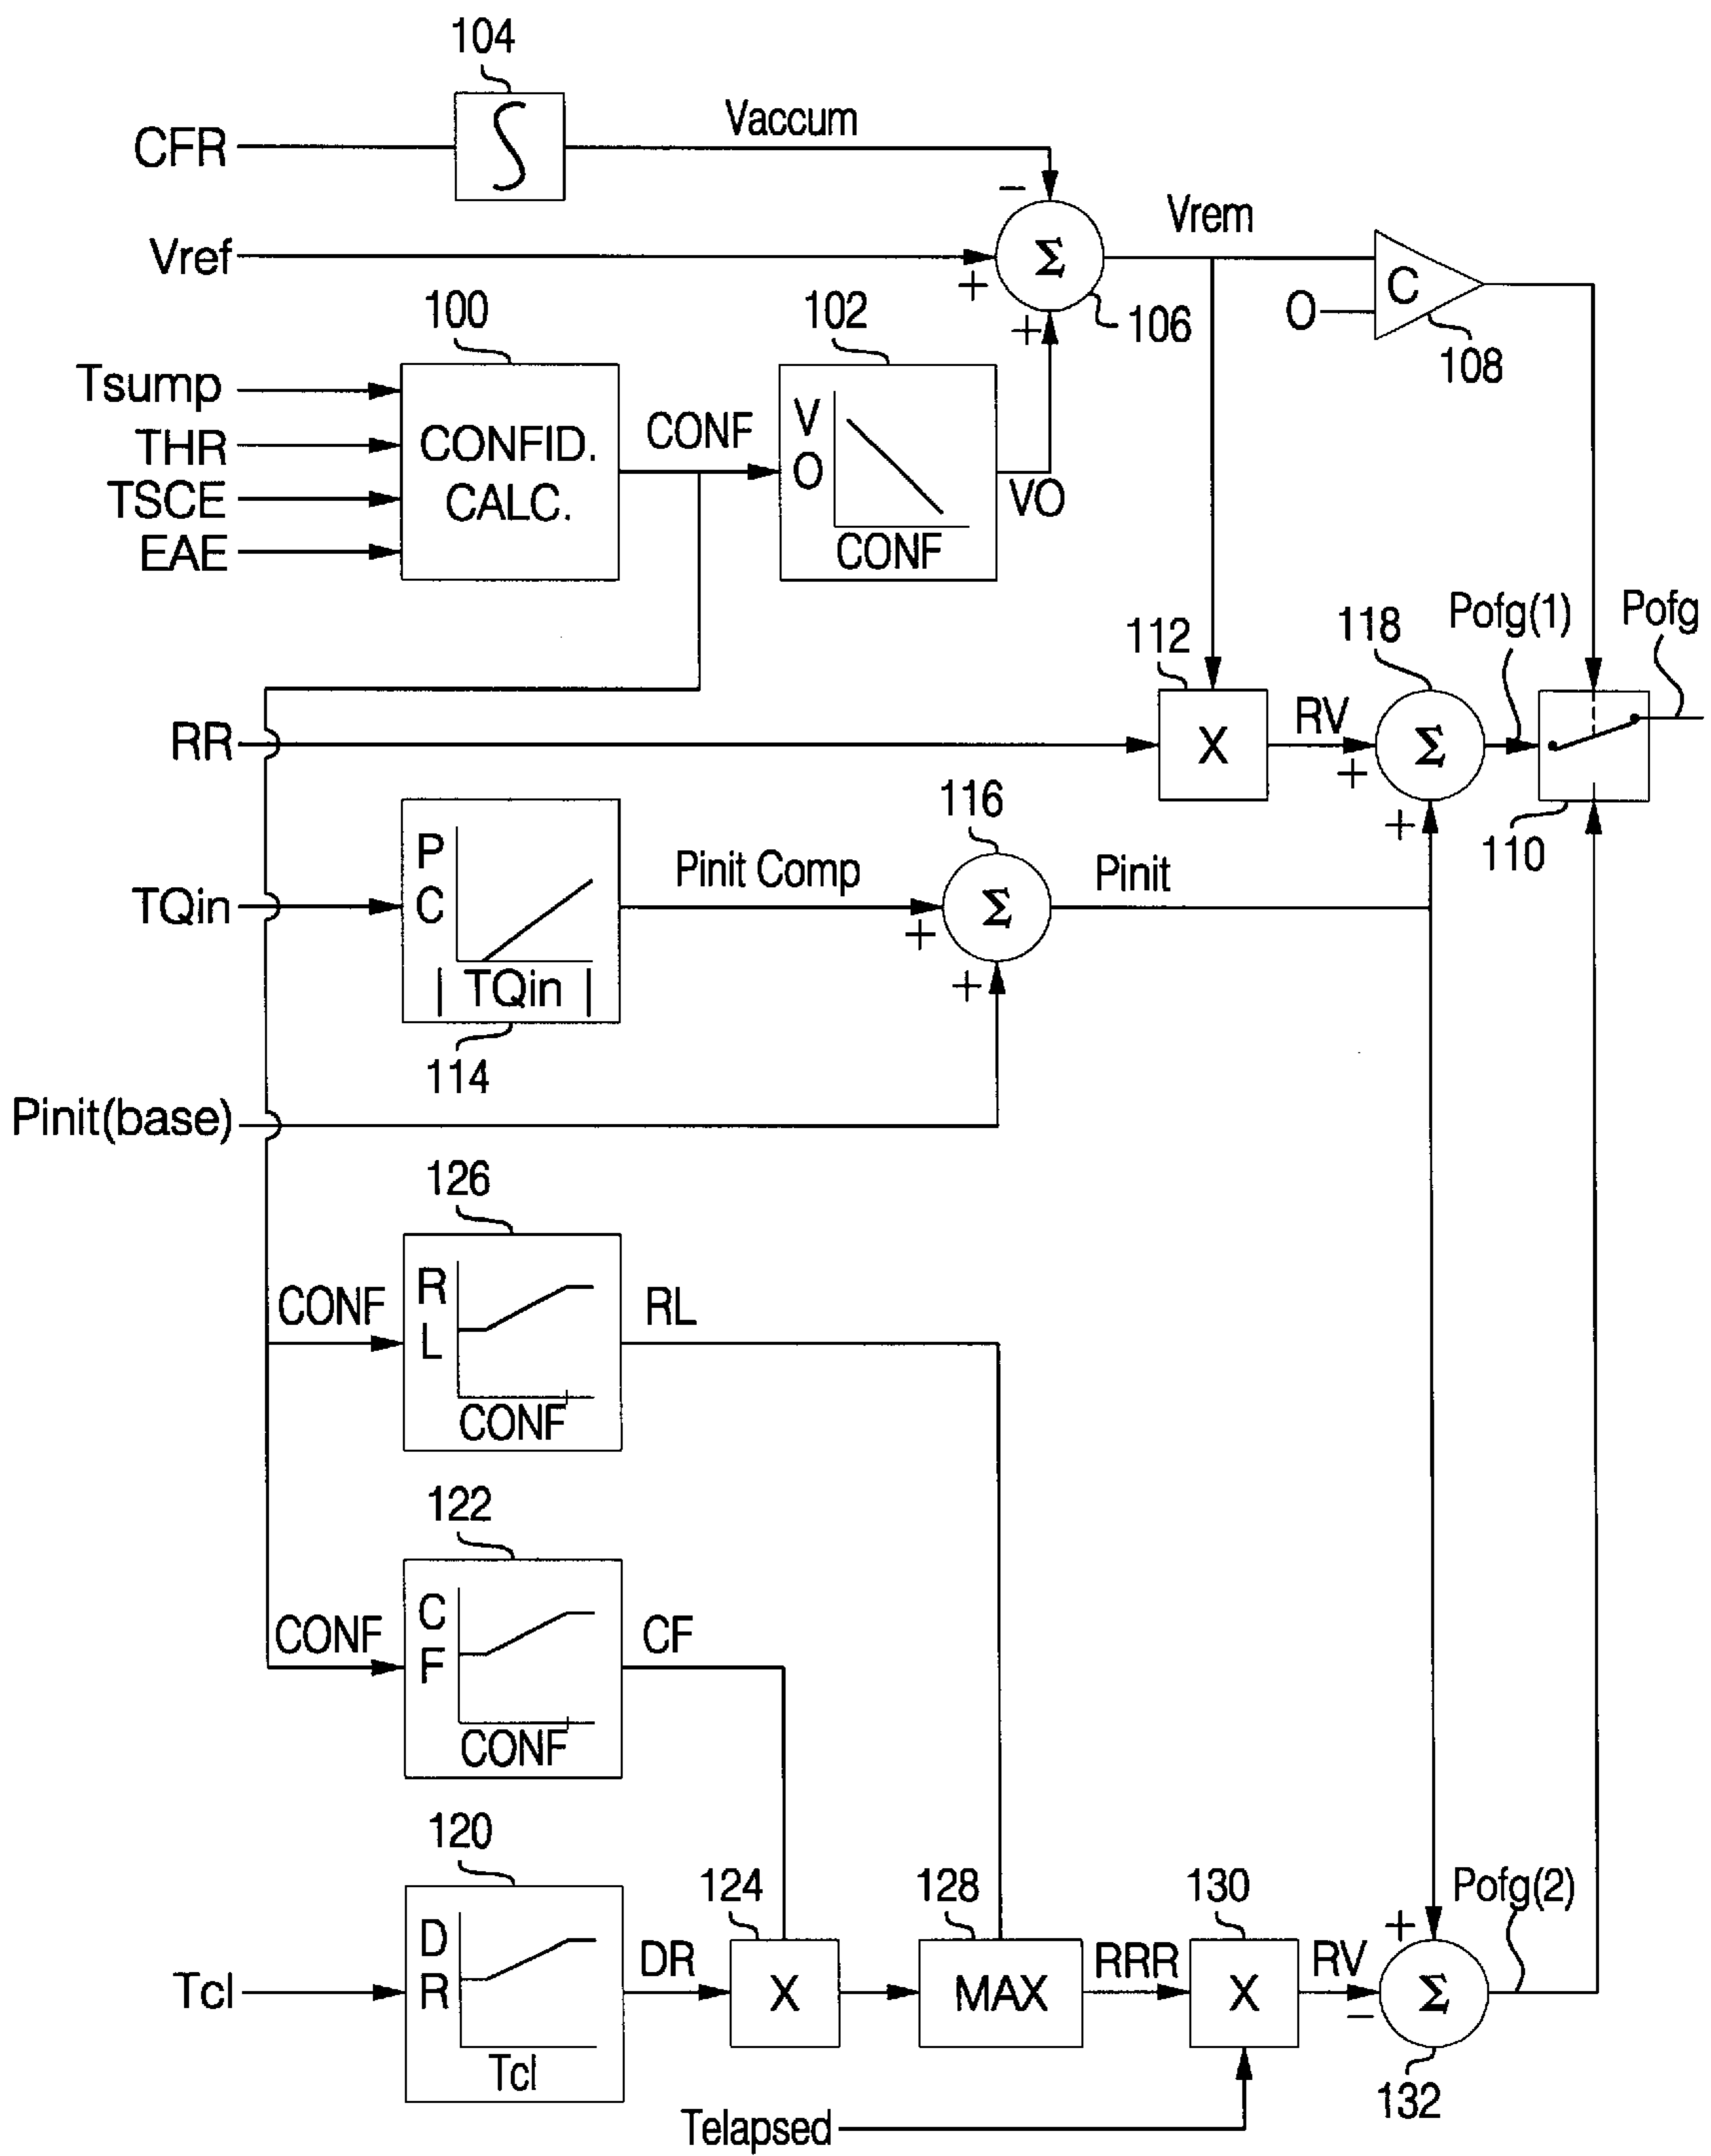 104
CFR
∫
Vaccum
−
Vref
+
Σ
+
106
Vrem
O
C
108
100
Tsump
THR
TSCE
EAE
CONFID.
CALC.
CONF
102
V
O
CONF
VO
112
RR
X
RV
+
118
Σ
+
Pofg(1)
Pofg
110
TQin
P
C
| TQin |
114
Pinit Comp
116
+
Σ
+
Pinit
Pinit(base)
126
CONF
R
L
CONF
RL
122
CONF
C
F
CONF
CF
120
Tcl
D
R
Tcl
DR
124
X
128
MAX
RRR
130
X
RV
−
+
Σ
132
Pofg(2)
Telapsed